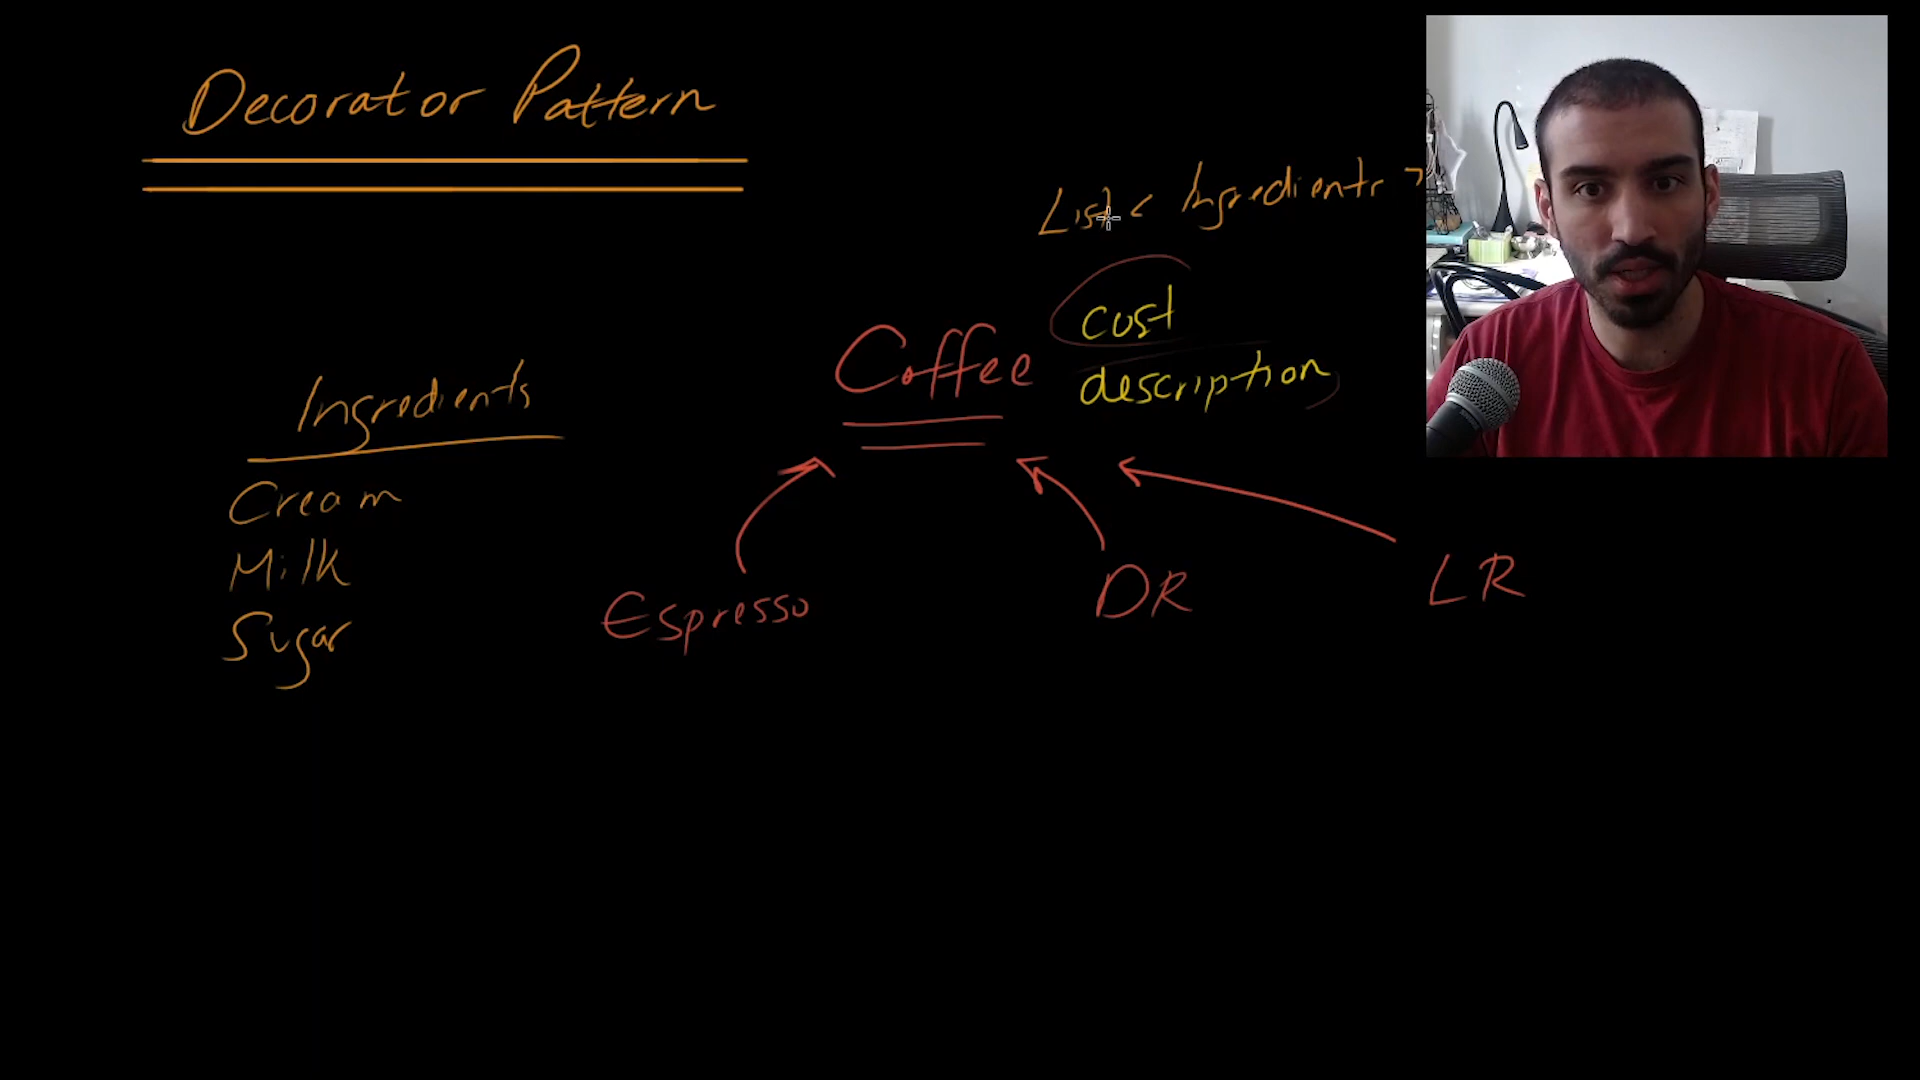 Decorator Pattern
List< Ingredients >
cost
Coffee
description
Ingredients
Cream
Milk
Sugar
Espresso
DR
LR